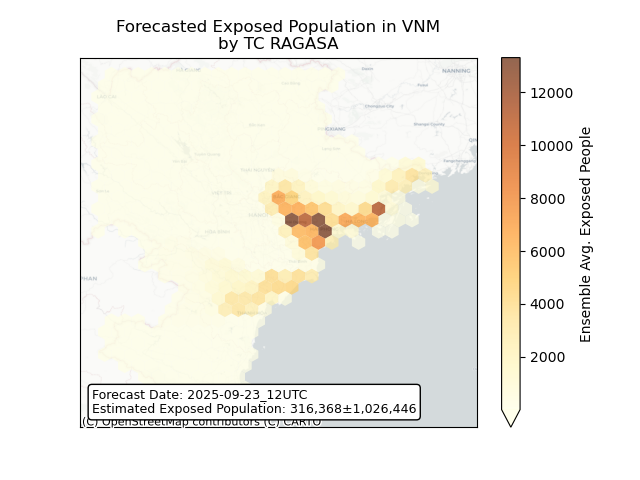 Forecasted Exposed Population in VNM
by TC RAGASA
NANNING
12000
10000
8000
6000
4000
2000
Ensemble Avg. Exposed People
Forecast Date: 2025-09-23_12UTC
Estimated Exposed Population: 316,368±1,026,446
(C) OpenStreetMap contributors (C) CARTO